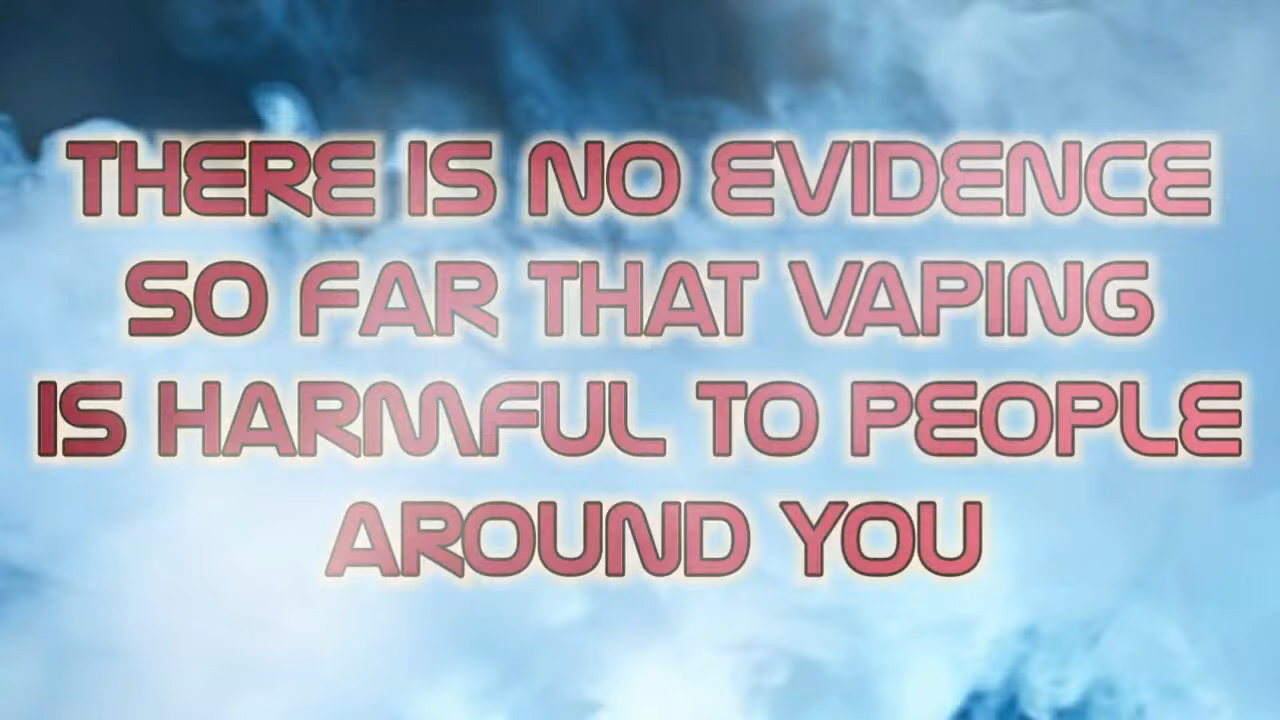 THERE IS NO EVIDENCE
SO FAR THAT VAPING
IS HARMFUL TO PEOPLE
AROUND YOU